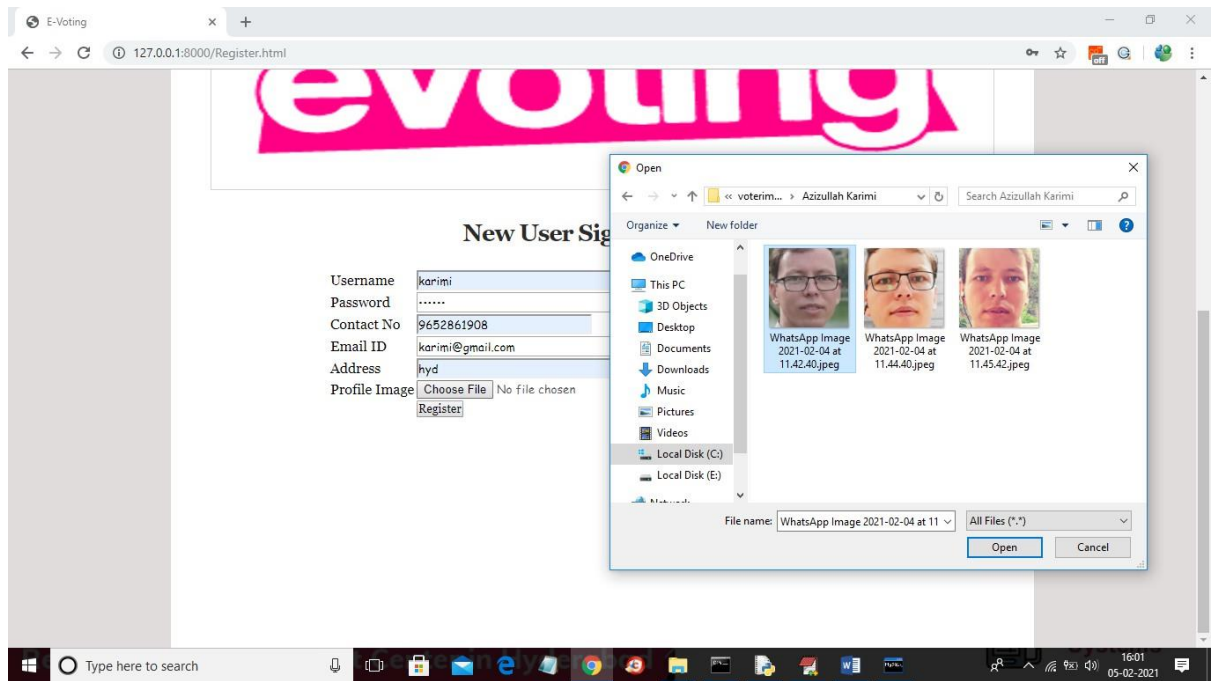 E-Voting
127.0.0.1:8000/Register.html
off
evoting
New User Sig
Username karimi
Password ······
Contact No 9652861908
Email ID karimi@gmail.com
Address hyd
Profile Image Choose File No file chosen
Register
Open
« voterim... › Azizullah Karimi
Search Azizullah Karimi
Organize
New folder
OneDrive
This PC
3D Objects
Desktop
Documents
Downloads
Music
Pictures
Videos
Local Disk (C:)
Local Disk (E:)
WhatsApp Image
2021-02-04 at
11.42.40.jpeg
WhatsApp Image
2021-02-04 at
11.44.40.jpeg
WhatsApp Image
2021-02-04 at
11.45.42.jpeg
File name: WhatsApp Image 2021-02-04 at 11
All Files (*.*)
Open
Cancel
Type here to search
16:01
05-02-2021